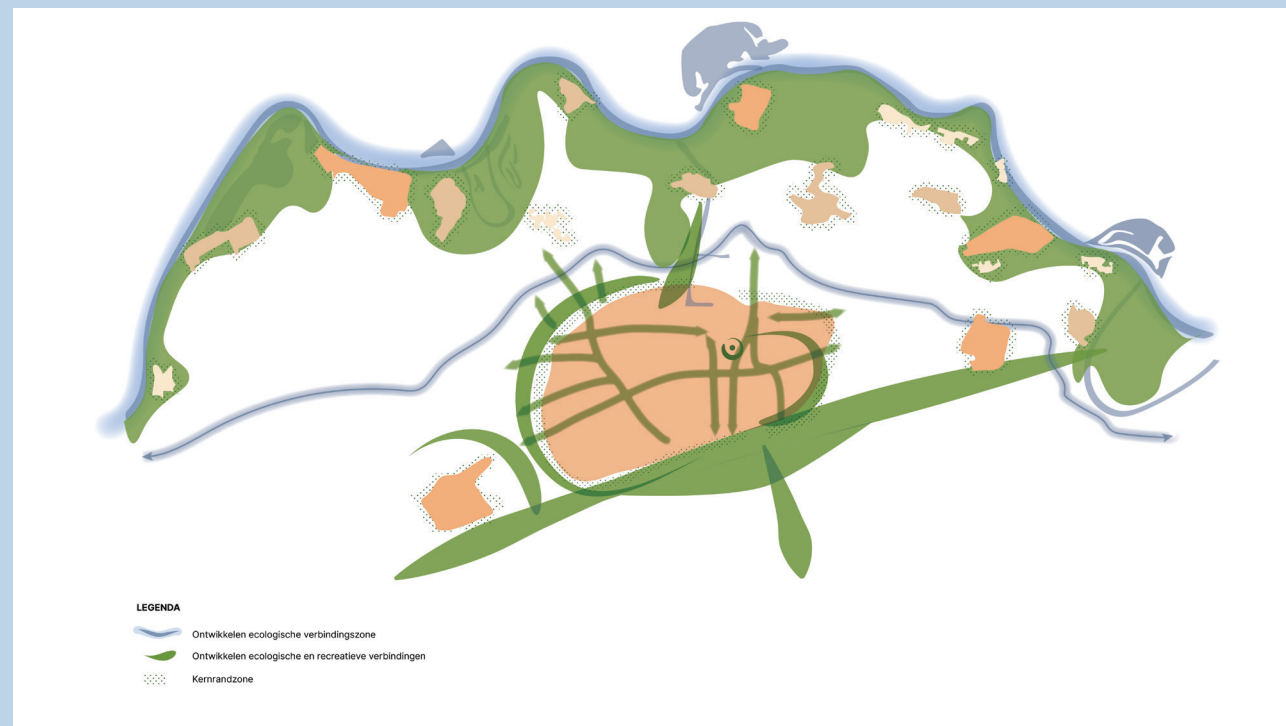 LEGENDA
Ontwikkelen ecologische verbindingszone
Ontwikkelen ecologische en recreatieve verbindingen
Kernrandzone